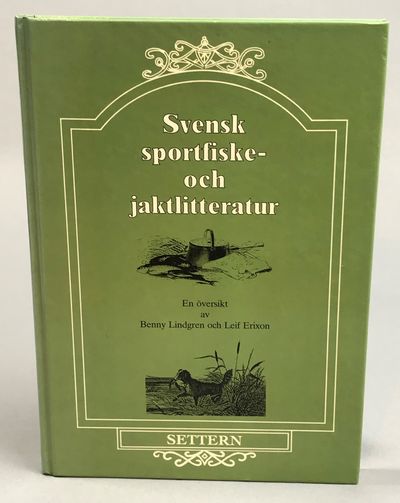 Svensk
sportfiske-
och
jaktlitteratur
En översikt
av
Benny Lindgren och Leif Erixon
SETTERN